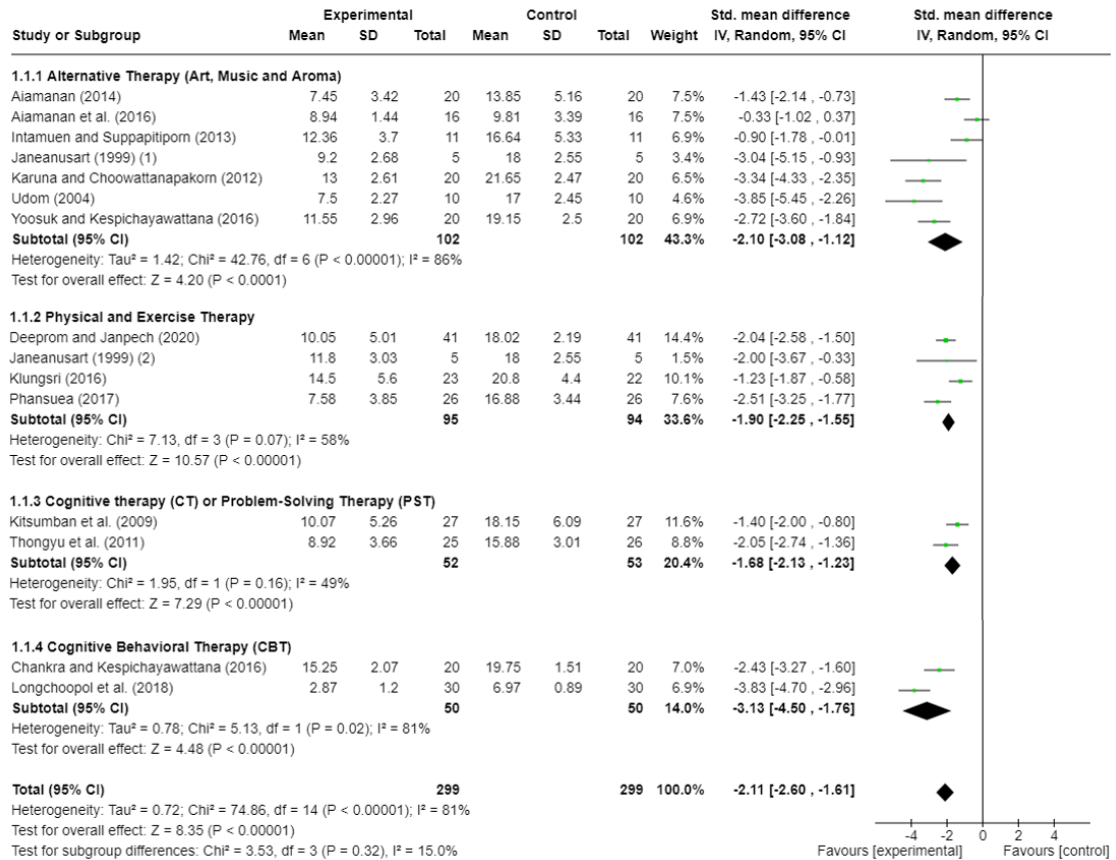 Experimental Control Std. mean difference Std. mean difference
Study or Subgroup Mean SD Total Mean SD Total Weight IV, Random, 95% CI IV, Random, 95% CI
1.1.1 Alternative Therapy (Art, Music and Aroma)
Aiamanan (2014) 7.45 3.42 20 13.85 5.16 20 7.5% -1.43 [-2.14 , -0.73]
Aiamanan et al. (2016) 8.94 1.44 16 9.81 3.39 16 7.5% -0.33 [-1.02 , 0.37]
Intamuen and Suppapitiporn (2013) 12.36 3.7 11 16.64 5.33 11 6.9% -0.90 [-1.78 , -0.01]
Janeanusart (1999) (1) 9.2 2.68 5 18 2.55 5 3.4% -3.04 [-5.15 , -0.93]
Karuna and Choowattanapakorn (2012) 13 2.61 20 21.65 2.47 20 6.5% -3.34 [-4.33 , -2.35]
Udom (2004) 7.5 2.27 10 17 2.45 10 4.7% -3.85 [-5.45 , -2.26]
Yoosuk and Kespichayawattana (2016) 11.55 2.96 20 19.15 2.5 20 6.9% -2.72 [-3.60 , -1.84]
Subtotal (95% CI) 102 102 43.3% -2.10 [-3.08 , -1.12]
Heterogeneity: Tau² = 1.42; Chi² = 42.76, df = 6 (P < 0.00001); I² = 86%
Test for overall effect: Z = 4.20 (P < 0.0001)
1.1.2 Physical and Exercise Therapy
Deeprom and Janpech (2020) 10.05 5.01 41 18.02 2.19 41 14.4% -2.04 [-2.58 , -1.50]
Janeanusart (1999) (2) 11.8 3.03 5 18 2.55 5 1.5% -2.00 [-3.67 , -0.33]
Klungsri (2016) 14.5 5.6 23 20.8 4.4 22 10.1% -1.23 [-1.87 , -0.58]
Phansuea (2017) 7.58 3.85 26 16.88 3.44 26 7.6% -2.51 [-3.25 , -1.77]
Subtotal (95% CI) 95 94 33.6% -1.90 [-2.25 , -1.55]
Heterogeneity: Chi² = 7.13, df = 3 (P = 0.07); I² = 58%
Test for overall effect: Z = 10.57 (P < 0.00001)
1.1.3 Cognitive therapy (CT) or Problem-Solving Therapy (PST)
Kitsumban et al. (2009) 10.07 5.26 27 18.15 6.09 27 11.6% -1.40 [-2.00 , -0.80]
Thongyu et al. (2011) 8.92 3.66 25 15.88 3.01 26 8.8% -2.05 [-2.74 , -1.36]
Subtotal (95% CI) 52 53 20.4% -1.68 [-2.13 , -1.23]
Heterogeneity: Chi² = 1.95, df = 1 (P = 0.16); I² = 49%
Test for overall effect: Z = 7.29 (P < 0.00001)
1.1.4 Cognitive Behavioral Therapy (CBT)
Chankra and Kespichayawattana (2016) 15.25 2.07 20 19.75 1.51 20 7.0% -2.43 [-3.27 , -1.60]
Longchoopol et al. (2018) 2.87 1.2 30 6.97 0.89 30 6.9% -3.83 [-4.70 , -2.96]
Subtotal (95% CI) 50 50 14.0% -3.13 [-4.50 , -1.76]
Heterogeneity: Tau² = 0.78; Chi² = 5.13, df = 1 (P = 0.02); I² = 81%
Test for overall effect: Z = 4.48 (P < 0.00001)
Total (95% CI) 299 299 100.0% -2.11 [-2.60 , -1.61]
Heterogeneity: Tau² = 0.72; Chi² = 74.86, df = 14 (P < 0.00001); I² = 81%
Test for overall effect: Z = 8.35 (P < 0.00001)
-4 -2 0 2 4
Test for subgroup differences: Chi² = 3.53, df = 3 (P = 0.32), I² = 15.0% Favours [experimental] Favours [control]